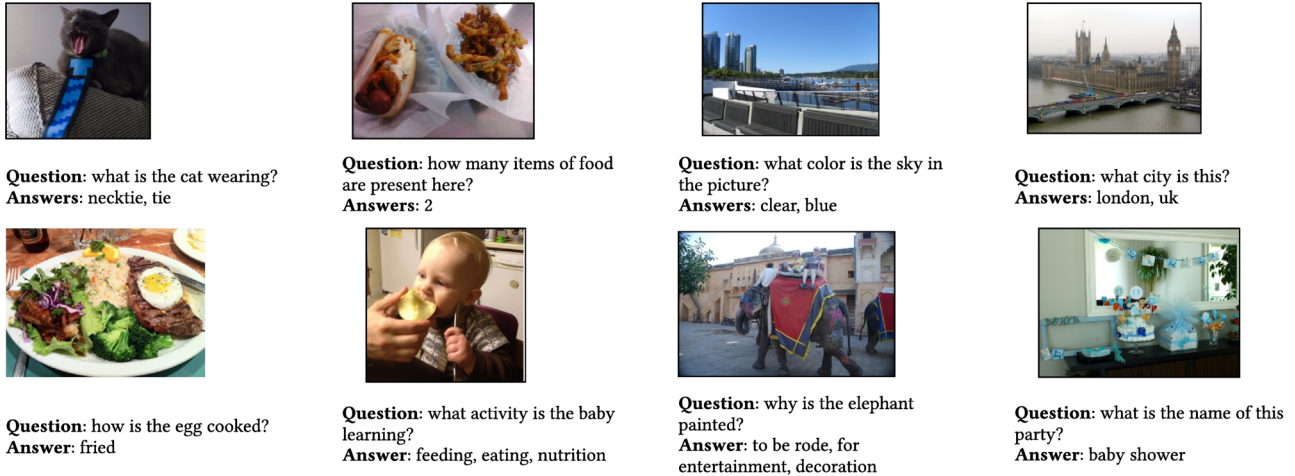 Question: what is the cat wearing?
Answers: necktie, tie
Question: how many items of food
are present here?
Answers: 2
Question: what color is the sky in
the picture?
Answers: clear, blue
Question: what city is this?
Answers: london, uk
Question: how is the egg cooked?
Answer: fried
Question: what activity is the baby
learning?
Answer: feeding, eating, nutrition
Question: why is the elephant
painted?
Answer: to be rode, for
entertainment, decoration
Question: what is the name of this
party?
Answer: baby shower